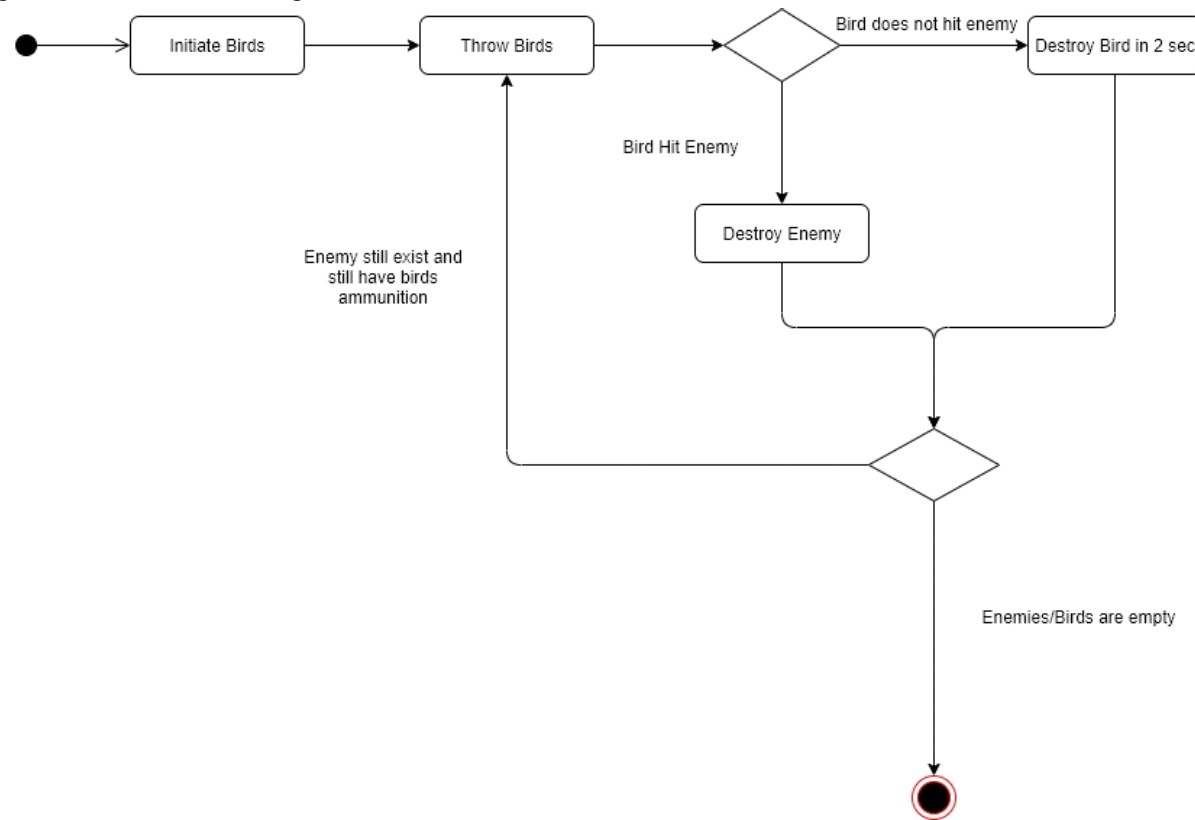 Bird does not hit enemy
Initiate Birds
Throw Birds
Destroy Bird in 2 sec
Bird Hit Enemy
Destroy Enemy
Enemy still exist and
still have birds
ammunition
Enemies/Birds are empty